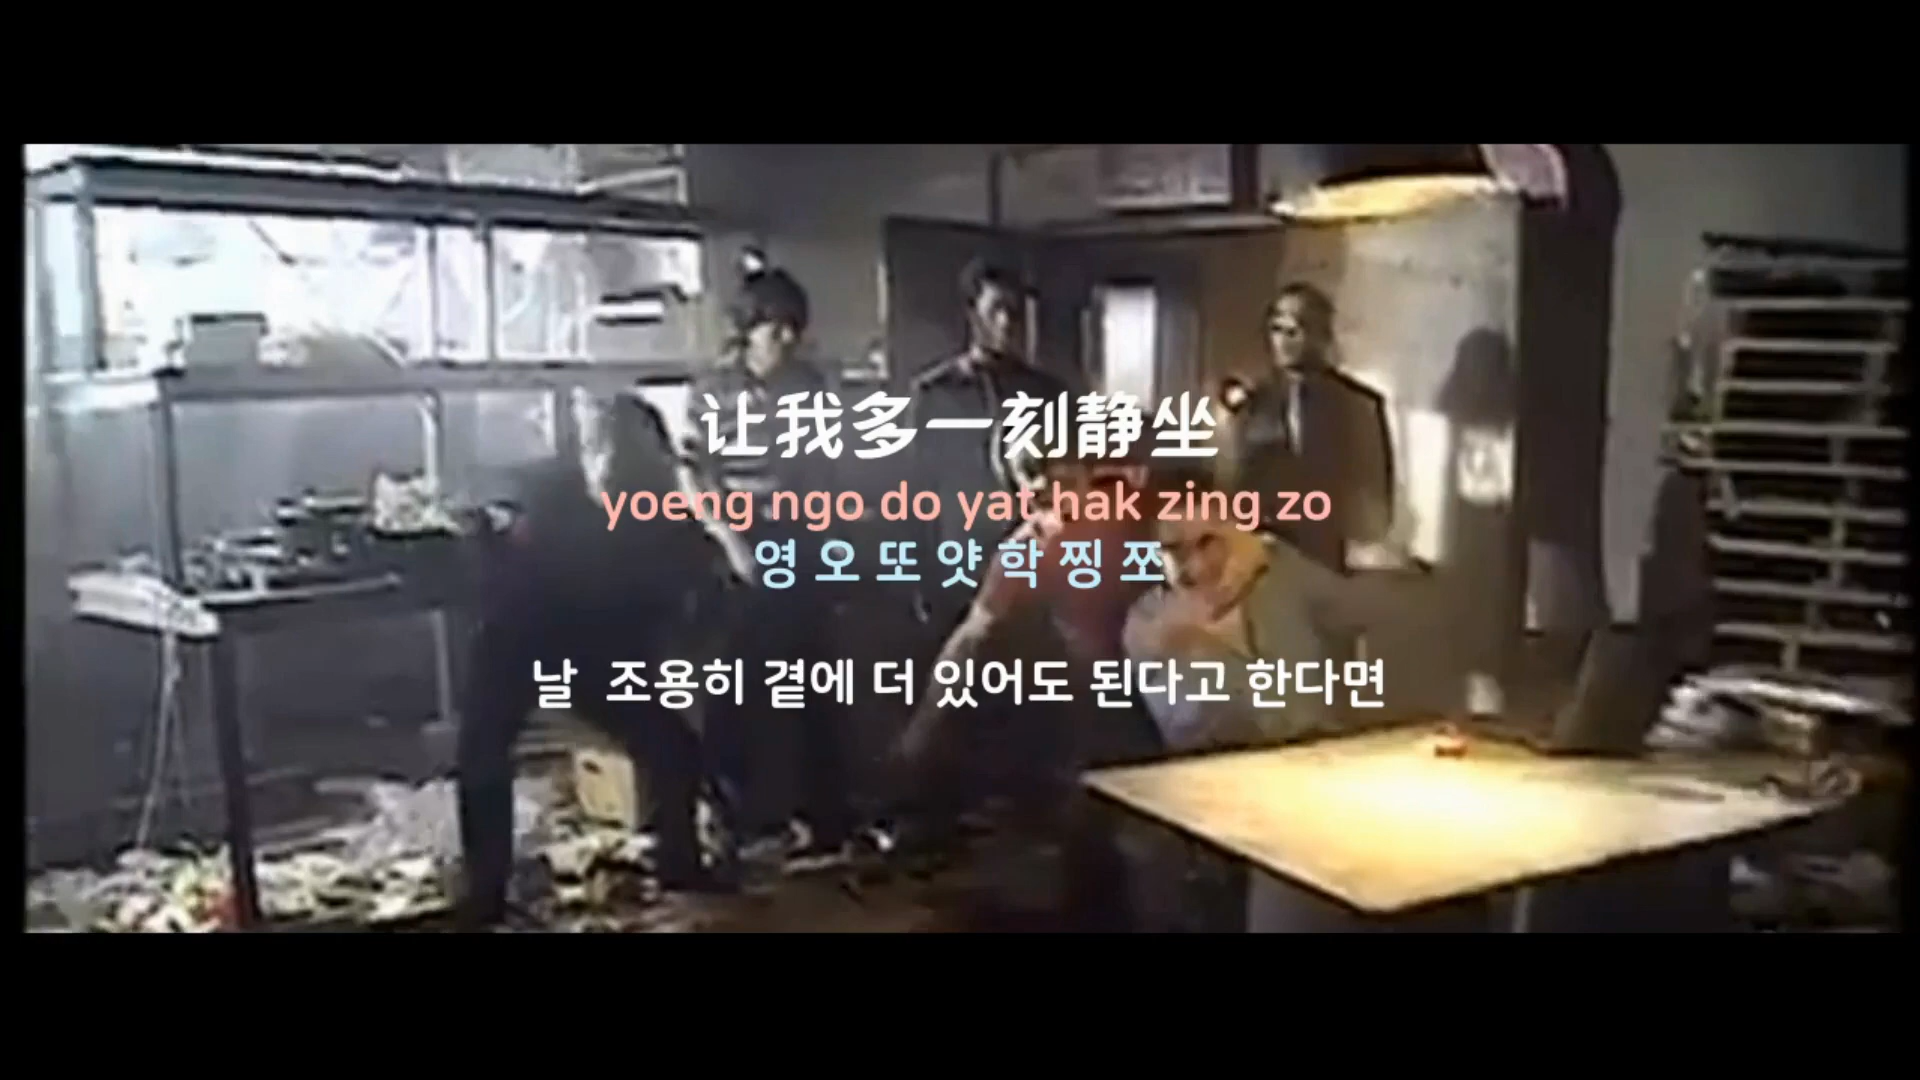 让我多一刻静坐
yoeng ngo do yat hak zing zo
영 오 또 얏 학 찡 쪼
날 조용히 곁에 더 있어도 된다고 한다면